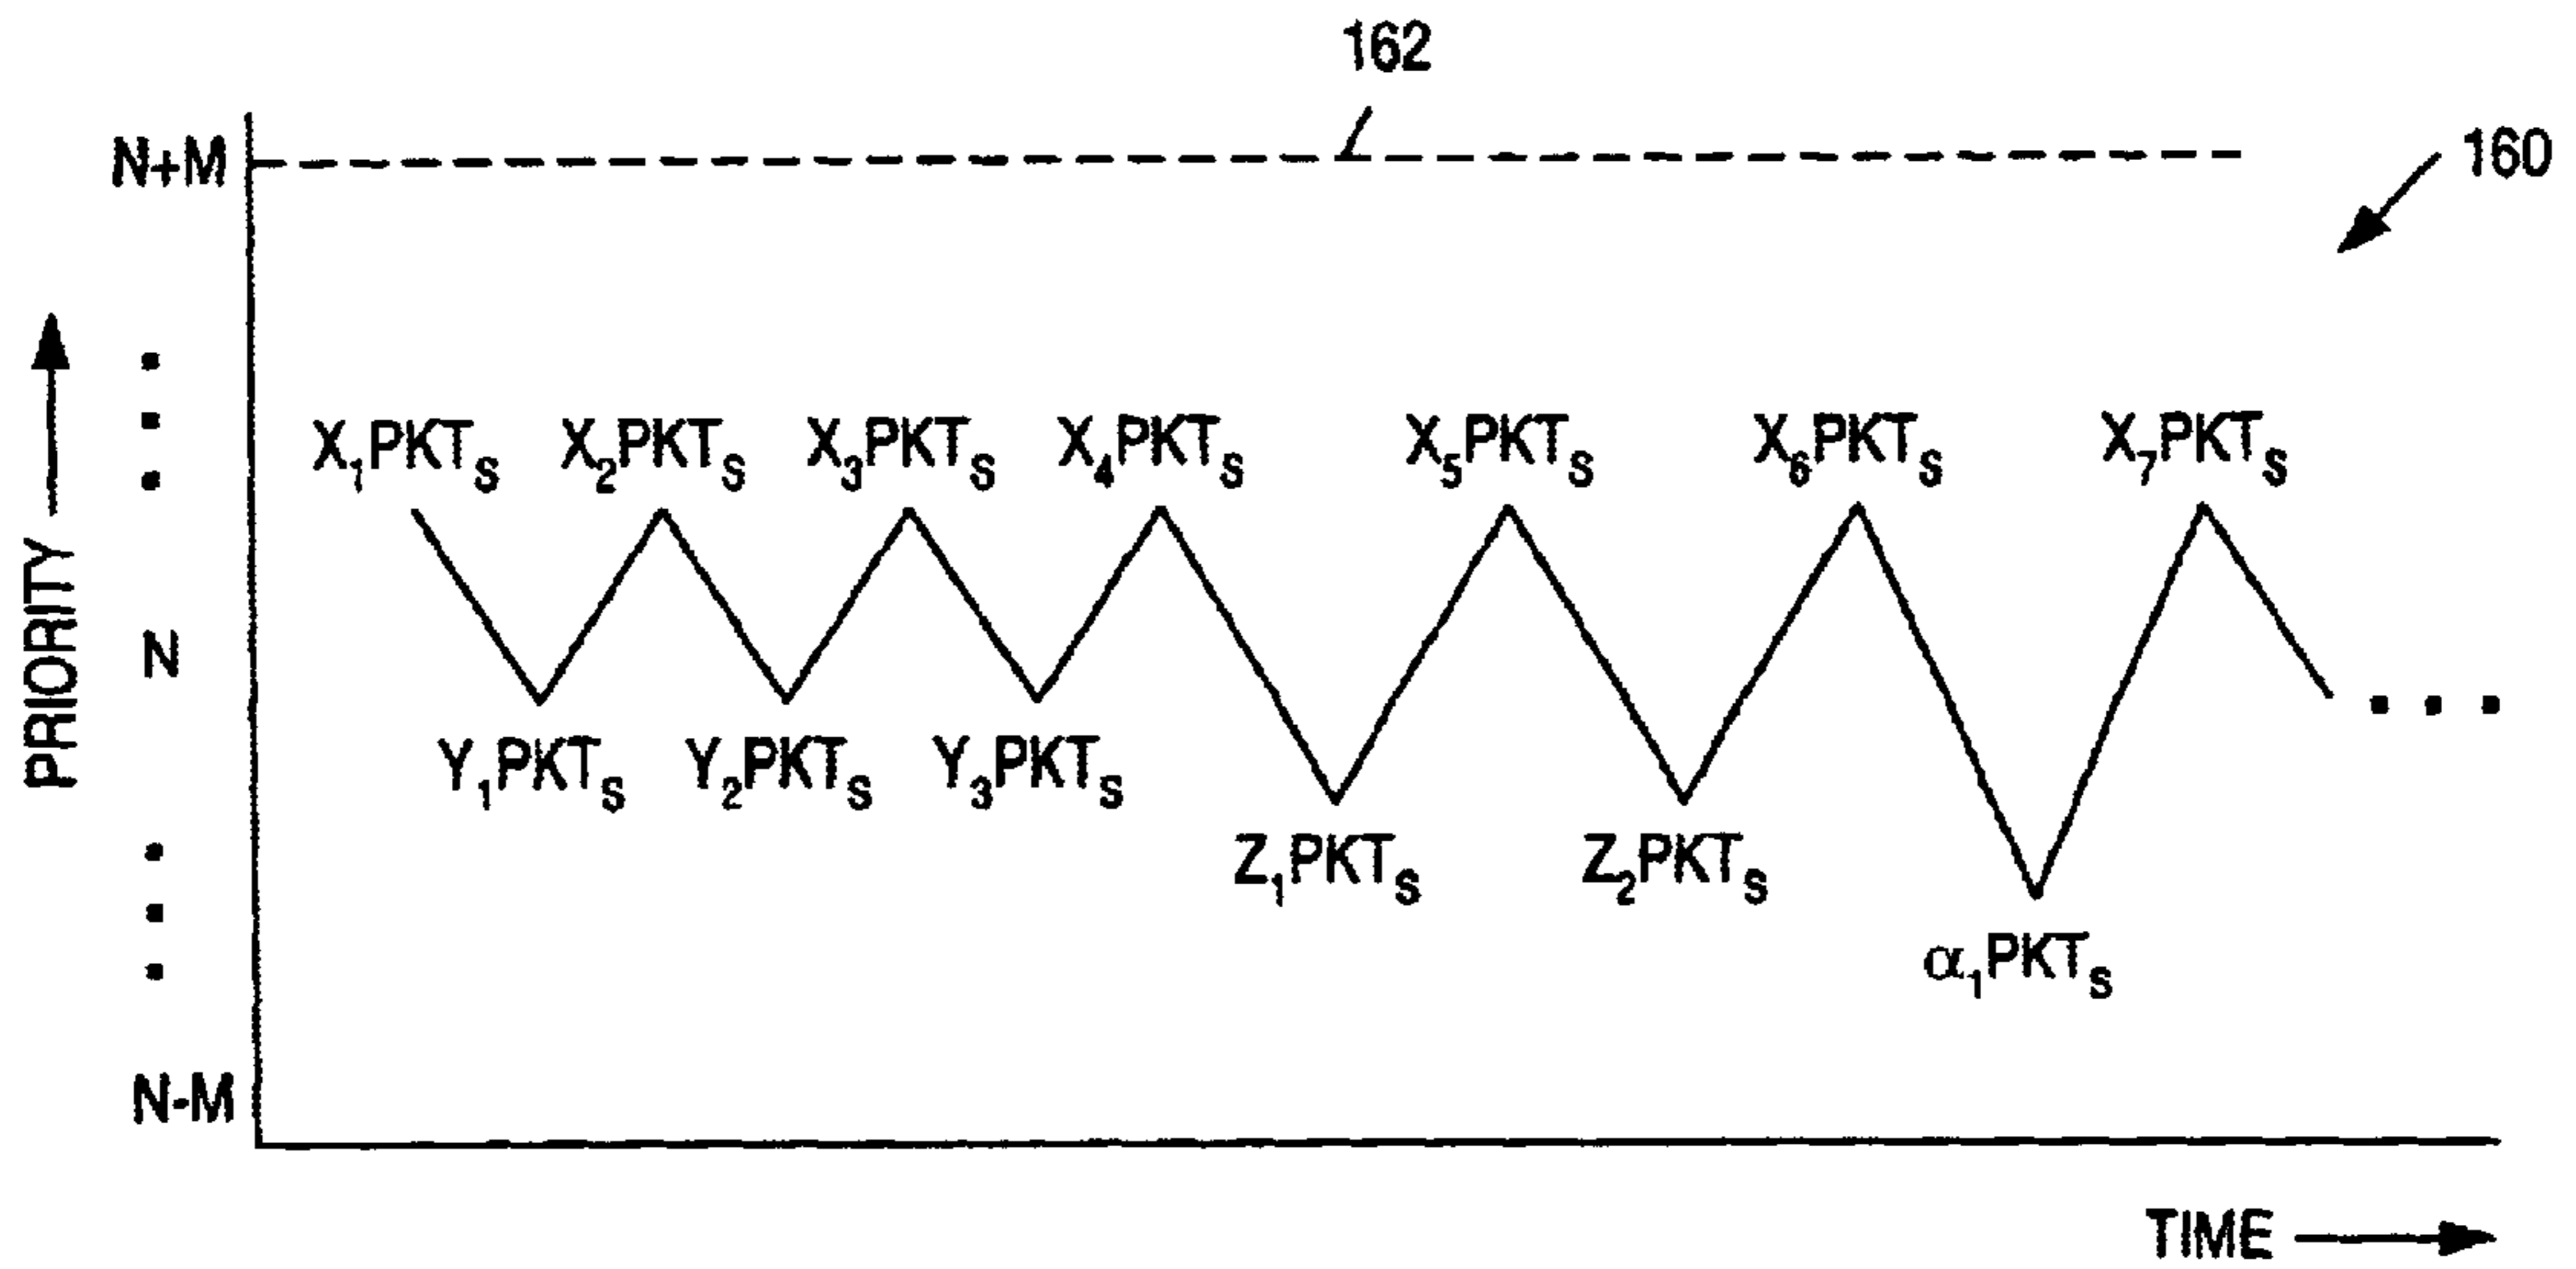 162
N+M
160
X₁PKTₛ X₂PKTₛ X₃PKTₛ X₄PKTₛ X₅PKTₛ X₆PKTₛ X₇PKTₛ
PRIORITY
N
Y₁PKTₛ Y₂PKTₛ Y₃PKTₛ
Z₁PKTₛ Z₂PKTₛ
α₁PKTₛ
N-M
TIME